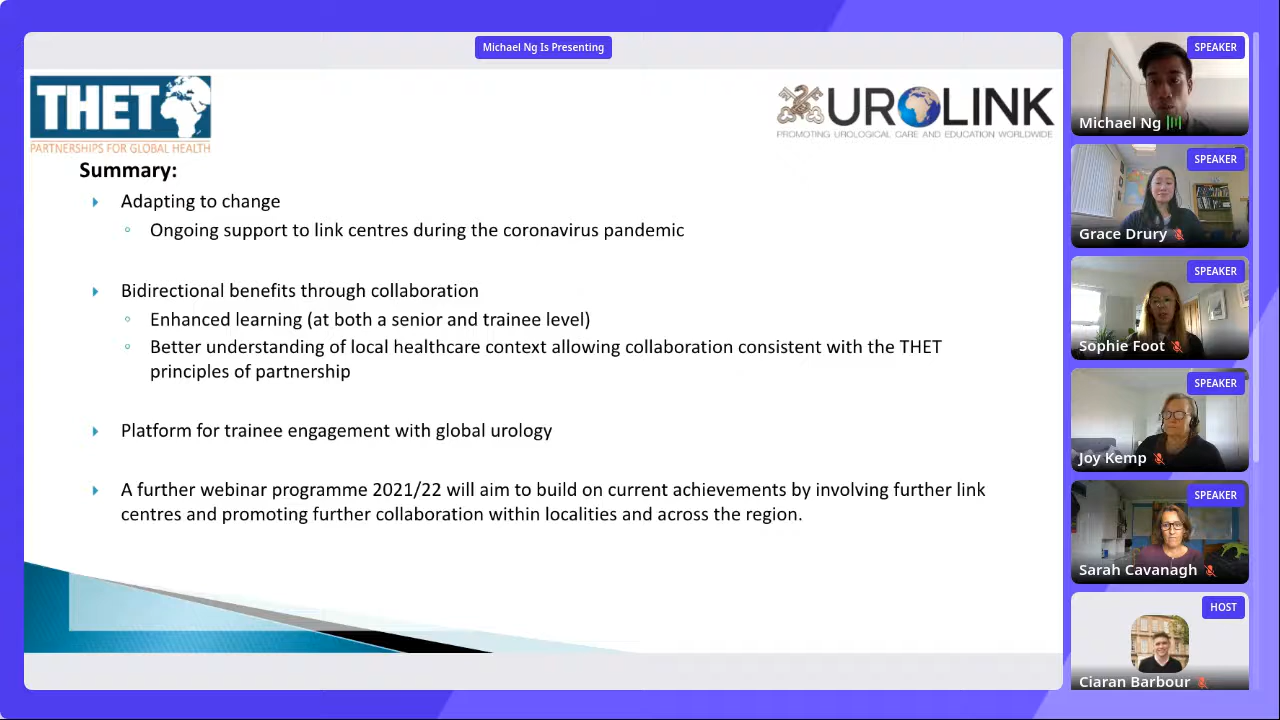 Michael Ng Is Presenting
THET
PARTNERSHIPS FOR GLOBAL HEALTH
UROLINK
PROMOTING UROLOGICAL CARE AND EDUCATION WORLDWIDE
Summary:
Adapting to change
Ongoing support to link centres during the coronavirus pandemic
Bidirectional benefits through collaboration
Enhanced learning (at both a senior and trainee level)
Better understanding of local healthcare context allowing collaboration consistent with the THET
principles of partnership
Platform for trainee engagement with global urology
A further webinar programme 2021/22 will aim to build on current achievements by involving further link
centres and promoting further collaboration within localities and across the region.
SPEAKER
Michael Ng
SPEAKER
Grace Drury
SPEAKER
Sophie Foot
SPEAKER
Joy Kemp
SPEAKER
Sarah Cavanagh
HOST
Ciaran Barbour